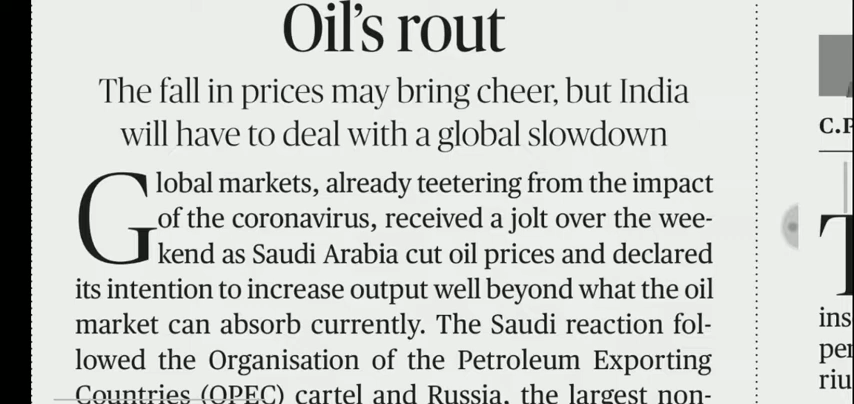 Oil's rout
The fall in prices may bring cheer, but India
will have to deal with a global slowdown
Global markets, already teetering from the impact
of the coronavirus, received a jolt over the wee-
kend as Saudi Arabia cut oil prices and declared
its intention to increase output well beyond what the oil
market can absorb currently. The Saudi reaction fol-
lowed the Organisation of the Petroleum Exporting
Countries (OPEC) cartel and Russia, the largest non-
C.P
T
ins
per
riu